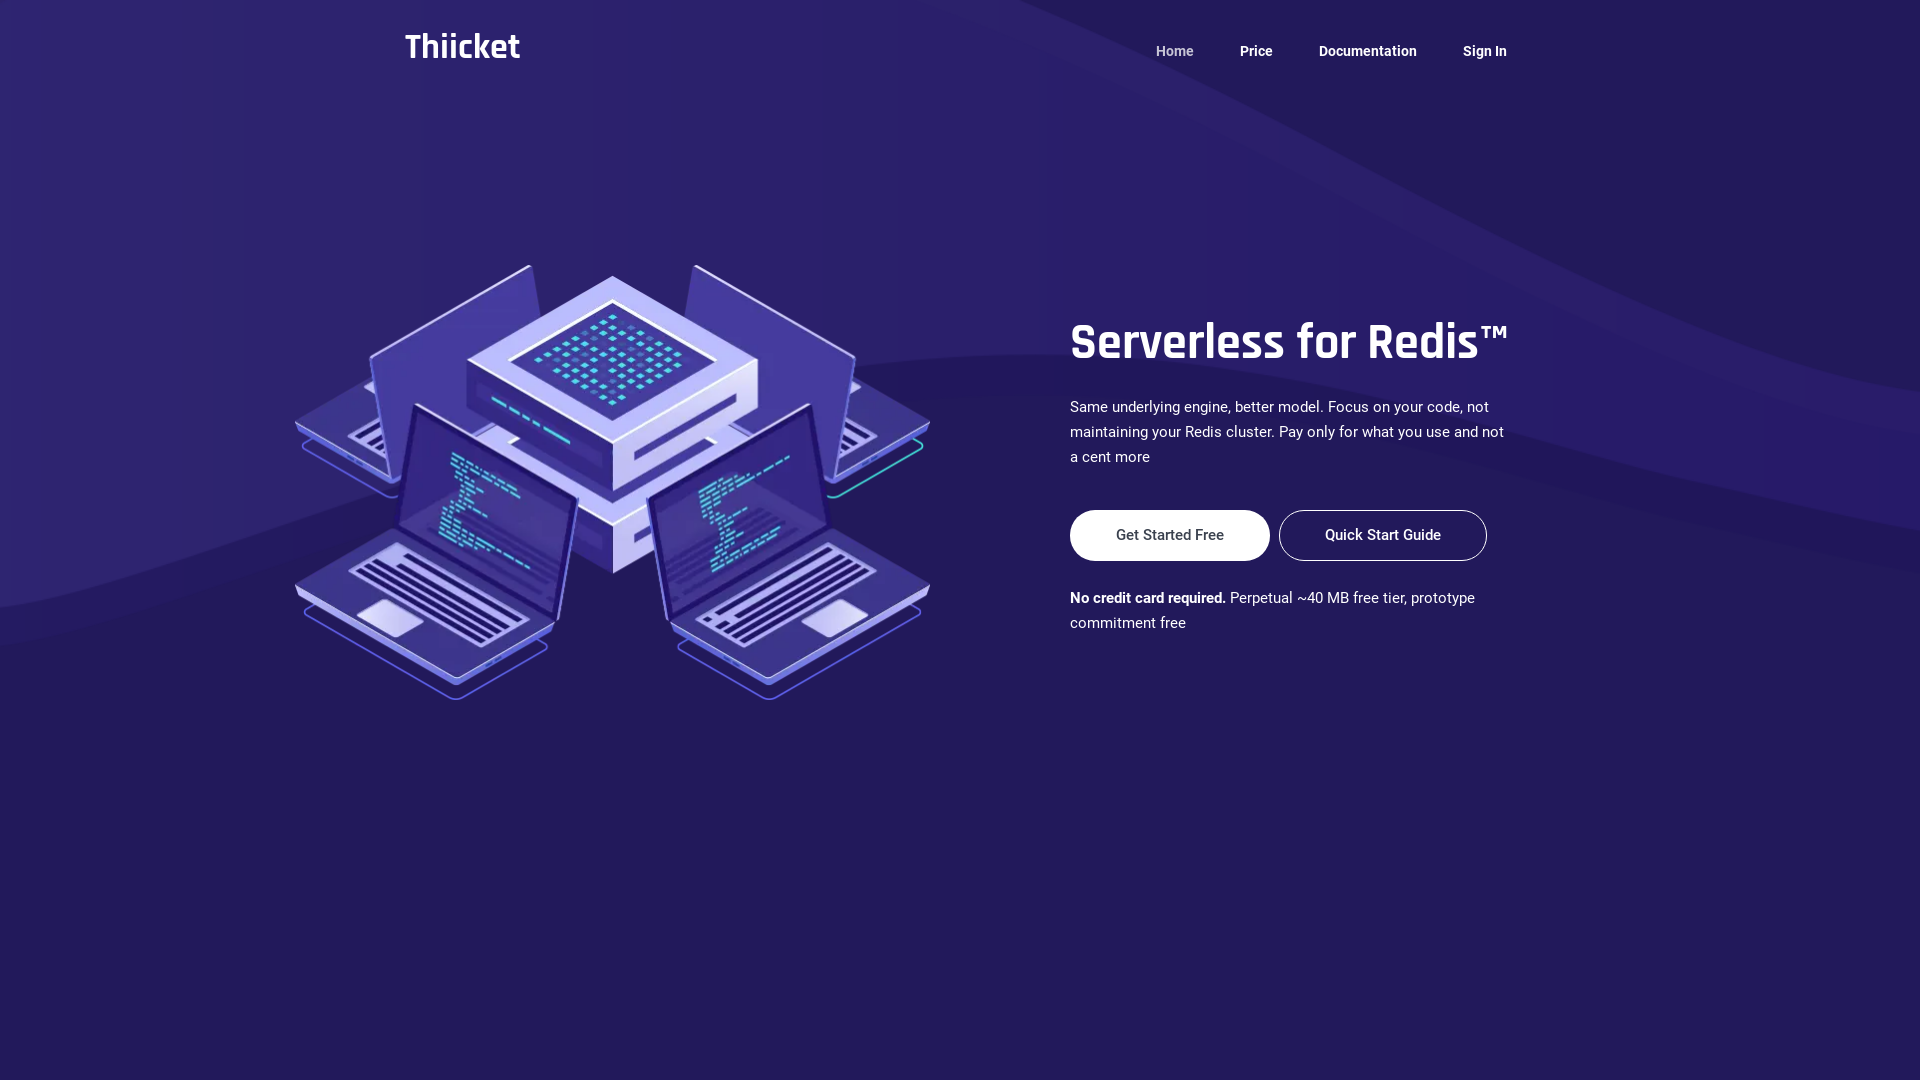 Thiicket
Home
Price
Documentation
Sign In
Serverless for Redis™
Same underlying engine, better model. Focus on your code, not
maintaining your Redis cluster. Pay only for what you use and not
a cent more
Get Started Free
Quick Start Guide
No credit card required. Perpetual ~40 MB free tier, prototype
commitment free